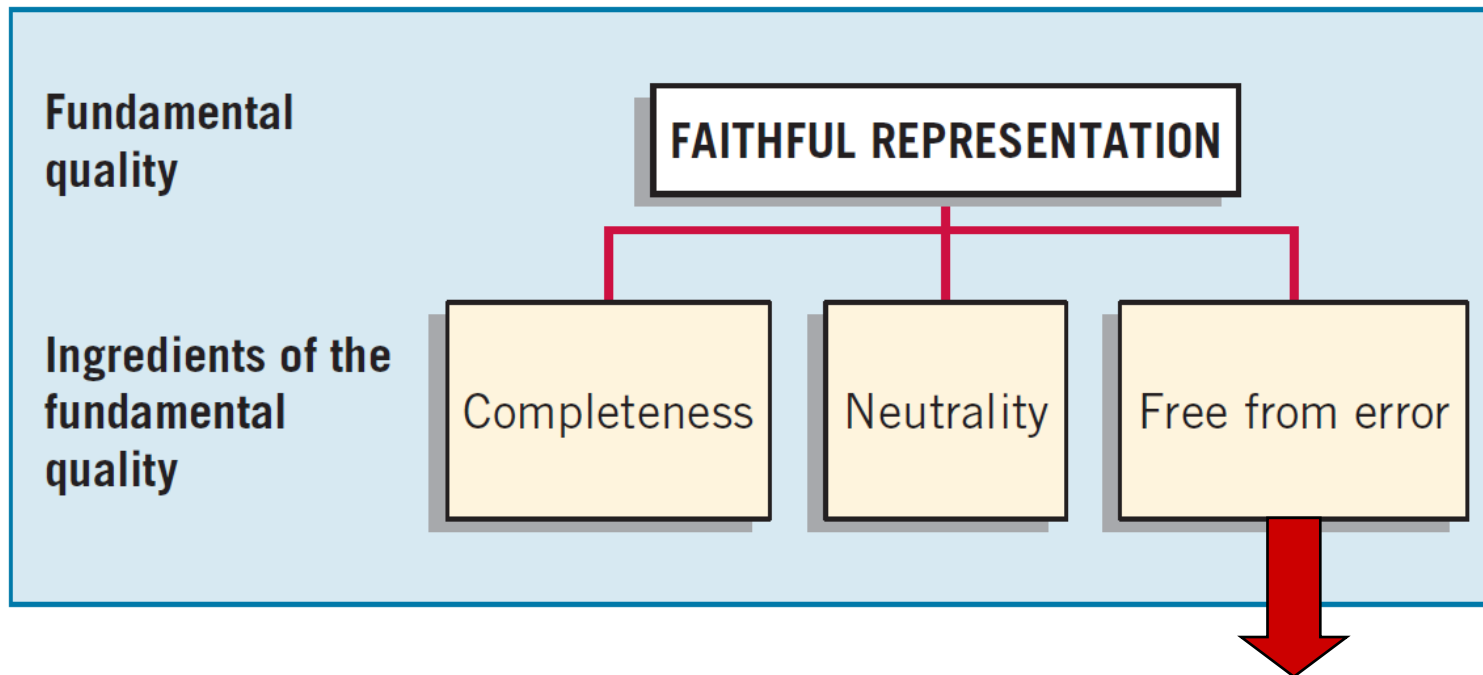 Fundamental
quality
FAITHFUL REPRESENTATION
Ingredients of the
fundamental
quality
Completeness
Neutrality
Free from error